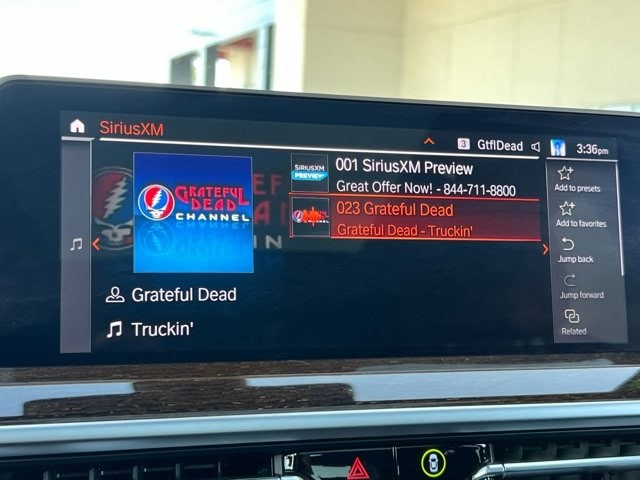 SiriusXM
3 GtflDead 3:36pm
GRATEFUL
DEAD
CHANNEL
SIRIUSXM
PREVIEW
001 SiriusXM Preview
Great Offer Now! - 844-711-8800
023 Grateful Dead
Grateful Dead - Truckin'
Grateful Dead
Truckin'
Add to presets
Add to favorites
Jump back
Jump forward
Related